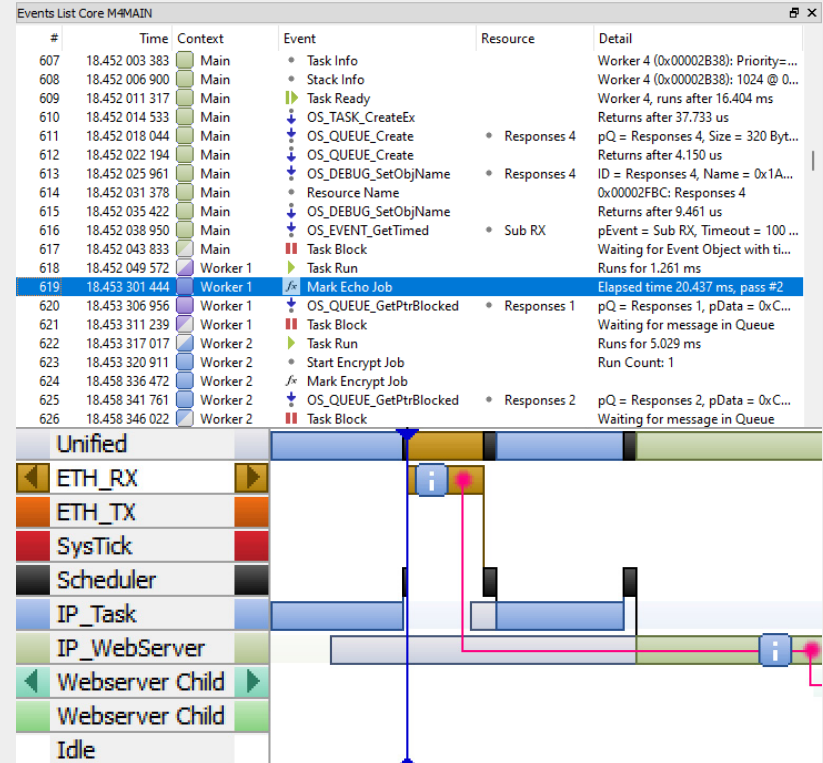 Events List Core M4MAIN
# Time Context Event Resource Detail
607 18.452 003 383 Main Task Info Worker 4 (0x00002B38): Priority=...
608 18.452 006 900 Main Stack Info Worker 4 (0x00002B38): 1024 @ 0...
609 18.452 011 317 Main Task Ready Worker 4, runs after 16.404 ms
610 18.452 014 533 Main OS_TASK_CreateEx Returns after 37.733 us
611 18.452 018 044 Main OS_QUEUE_Create Responses 4 pQ = Responses 4, Size = 320 Byt...
612 18.452 022 194 Main OS_QUEUE_Create Returns after 4.150 us
613 18.452 025 961 Main OS_DEBUG_SetObjName Responses 4 ID = Responses 4, Name = 0x1A...
614 18.452 031 378 Main Resource Name 0x00002FBC: Responses 4
615 18.452 035 422 Main OS_DEBUG_SetObjName Returns after 9.461 us
616 18.452 038 950 Main OS_EVENT_GetTimed Sub RX pEvent = Sub RX, Timeout = 100 ...
617 18.452 043 833 Main Task Block Waiting for Event Object with ti...
618 18.452 049 572 Worker 1 Task Run Runs for 1.261 ms
619 18.453 301 444 Worker 1 fx Mark Echo Job Elapsed time 20.437 ms, pass #2
620 18.453 306 956 Worker 1 OS_QUEUE_GetPtrBlocked Responses 1 pQ = Responses 1, pData = 0xC...
621 18.453 311 239 Worker 1 Task Block Waiting for message in Queue
622 18.453 317 017 Worker 2 Task Run Runs for 5.029 ms
623 18.453 320 911 Worker 2 Start Encrypt Job Run Count: 1
624 18.458 336 472 Worker 2 fx Mark Encrypt Job
625 18.458 341 761 Worker 2 OS_QUEUE_GetPtrBlocked Responses 2 pQ = Responses 2, pData = 0xC...
626 18.458 346 022 Worker 2 Task Block Waiting for message in Queue
Unified
ETH_RX
ETH_TX
SysTick
Scheduler
IP_Task
IP_WebServer
Webserver Child
Webserver Child
Idle